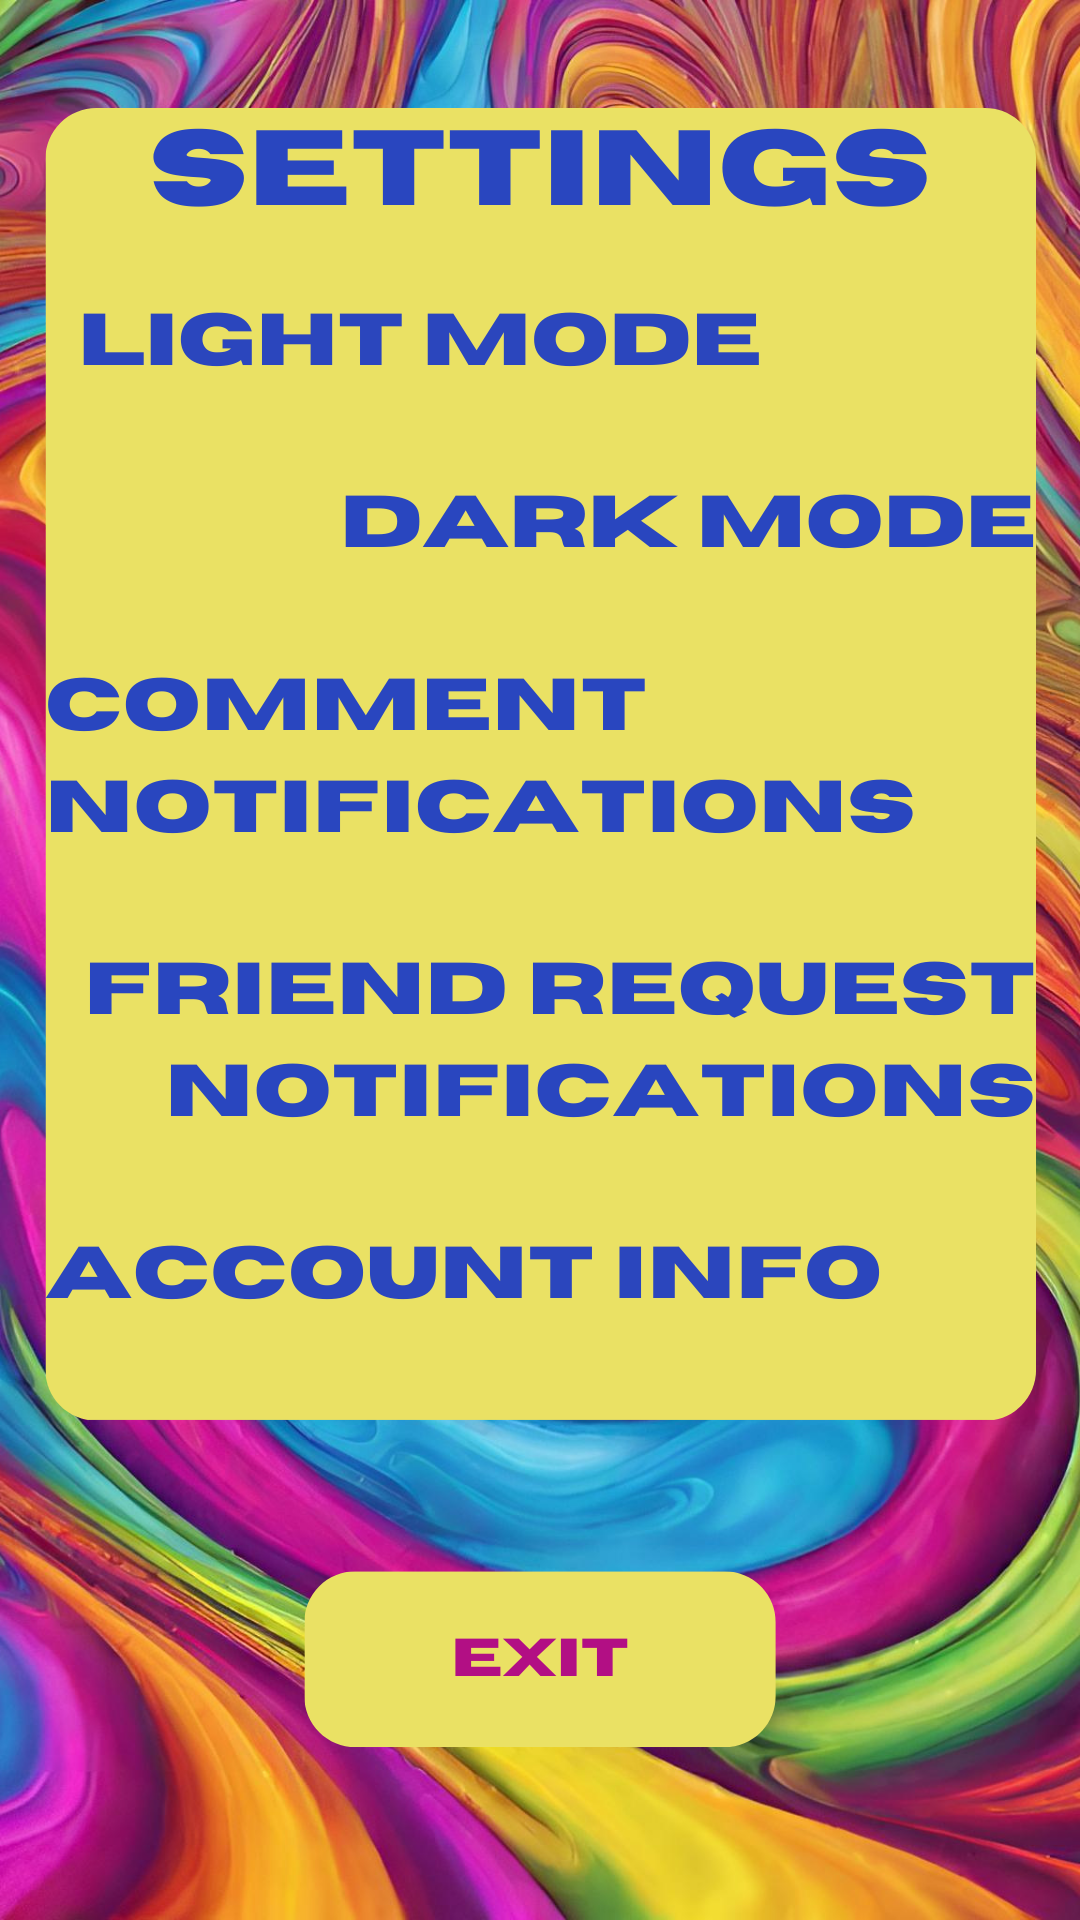 SETTINGS
LIGHT MODE
DARK MODE
COMMENT
NOTIFICATIONS
FRIEND REQUEST
NOTIFICATIONS
ACCOUNT INFO
EXIT